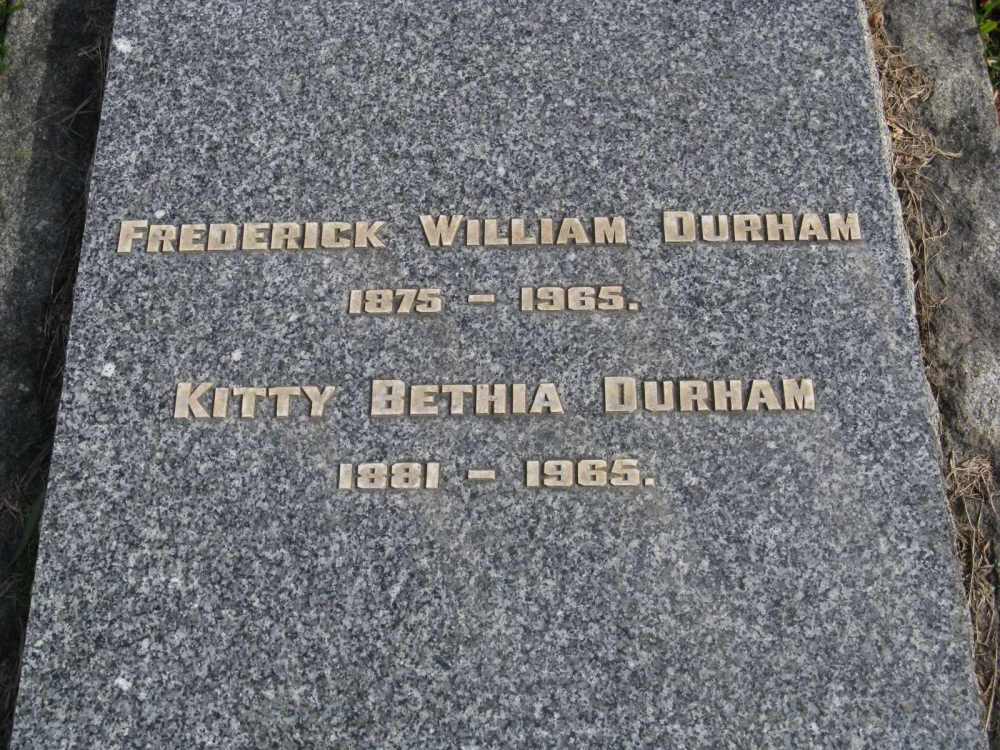 Frederick William Durham
1875 - 1965.
Kitty Bethia Durham
1881 - 1965.